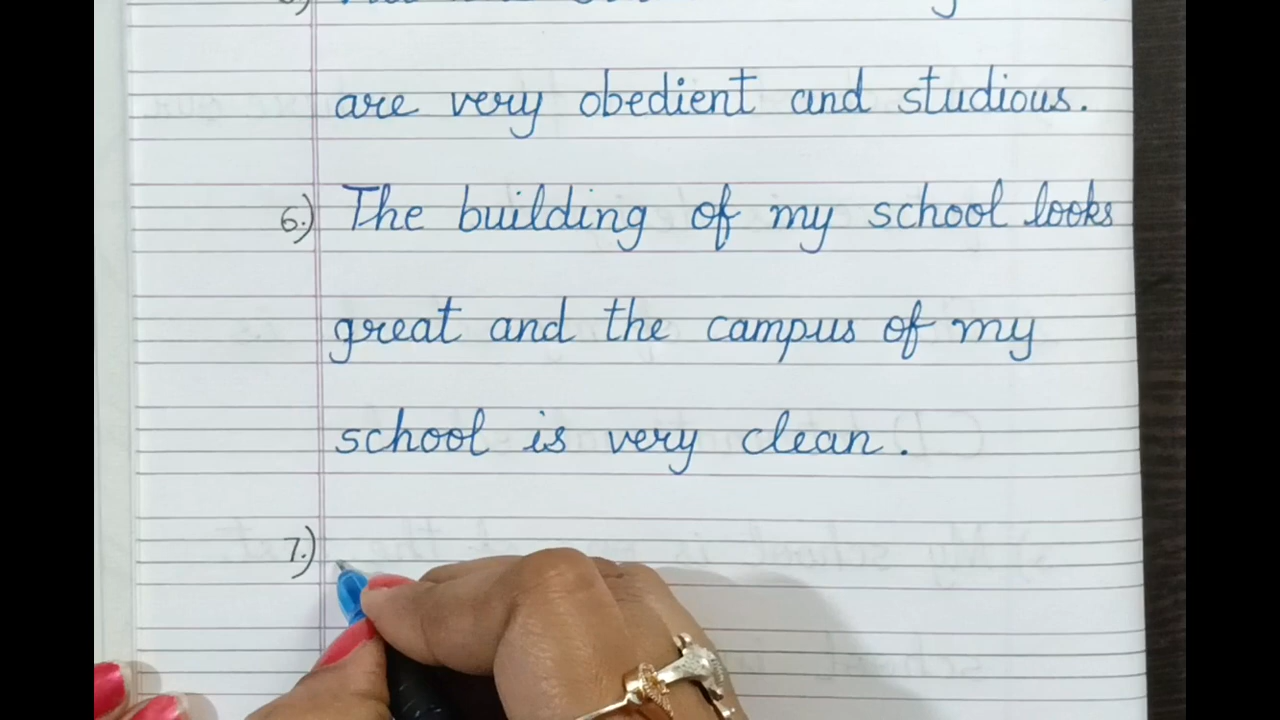 are very obedient and studious.
6.) The building of my school looks
great and the campus of my
school is very clean.
7.)